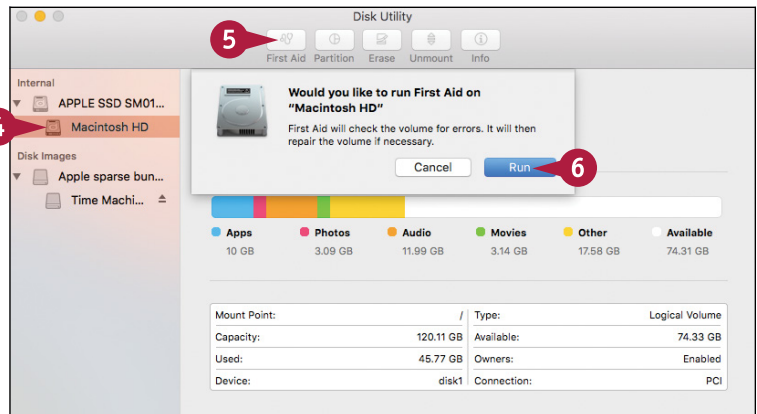 Disk Utility
5
First Aid Partition Erase Unmount Info
Internal
APPLE SSD SM01...
4
Macintosh HD
Disk Images
Apple sparse bun...
Time Machi...
Would you like to run First Aid on
“Macintosh HD”
First Aid will check the volume for errors. It will then
repair the volume if necessary.
Cancel Run 6
Apps Photos Audio Movies Other Available
10 GB 3.09 GB 11.99 GB 3.14 GB 17.58 GB 74.31 GB
Mount Point: / Type: Logical Volume
Capacity: 120.11 GB Available: 74.33 GB
Used: 45.77 GB Owners: Enabled
Device: disk1 Connection: PCI